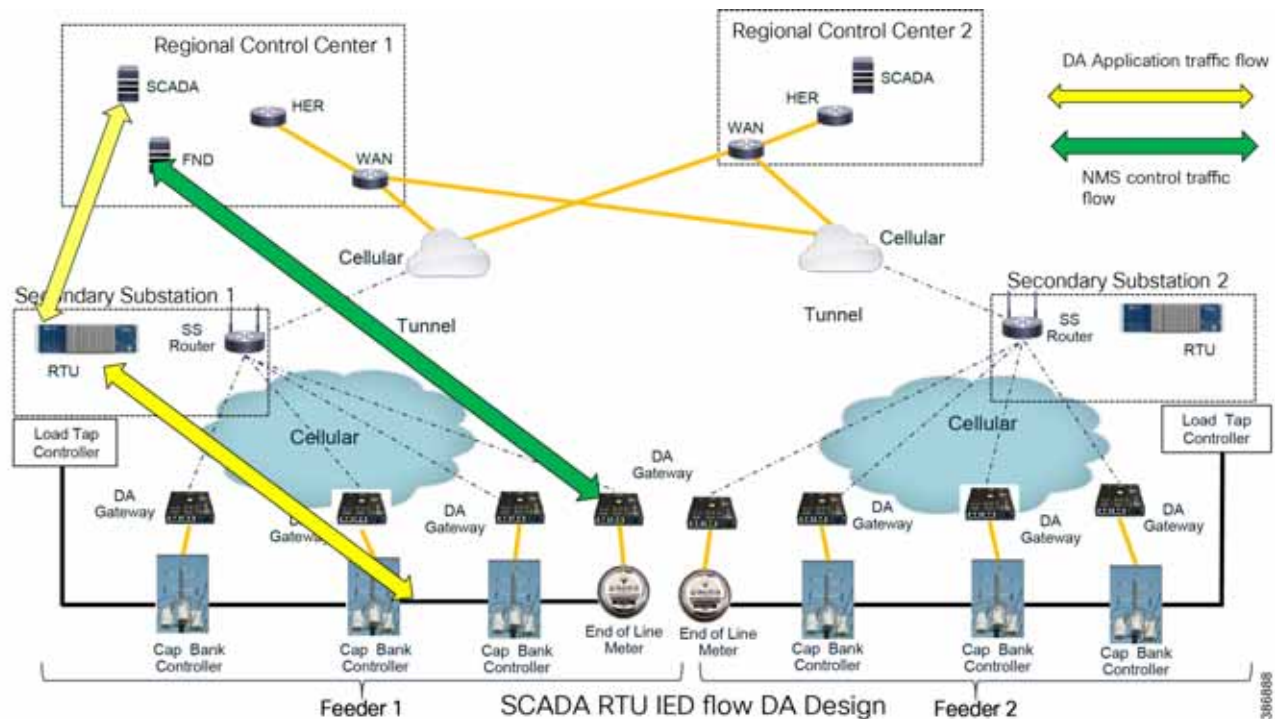 Regional Control Center 1
SCADA
HER
FND
WAN
Regional Control Center 2
SCADA
HER
WAN
DA Application traffic flow
NMS control traffic
flow
Cellular
Cellular
Secondary Substation 1
SS
Router
RTU
Tunnel
Tunnel
Secondary Substation 2
SS
Router
RTU
Load Tap
Controller
Load Tap
Controller
Cellular
Cellular
DA
Gateway
DA
Gateway
DA
Gateway
DA
Gateway
DA
Gateway
DA
Gateway
DA
Gateway
Cap Bank
Controller
Cap Bank
Controller
Cap Bank
Controller
End of Line
Meter
End of Line
Meter
Cap Bank
Controller
Cap Bank
Controller
Cap Bank
Controller
Feeder 1
SCADA RTU IED flow DA Design
Feeder 2
386888